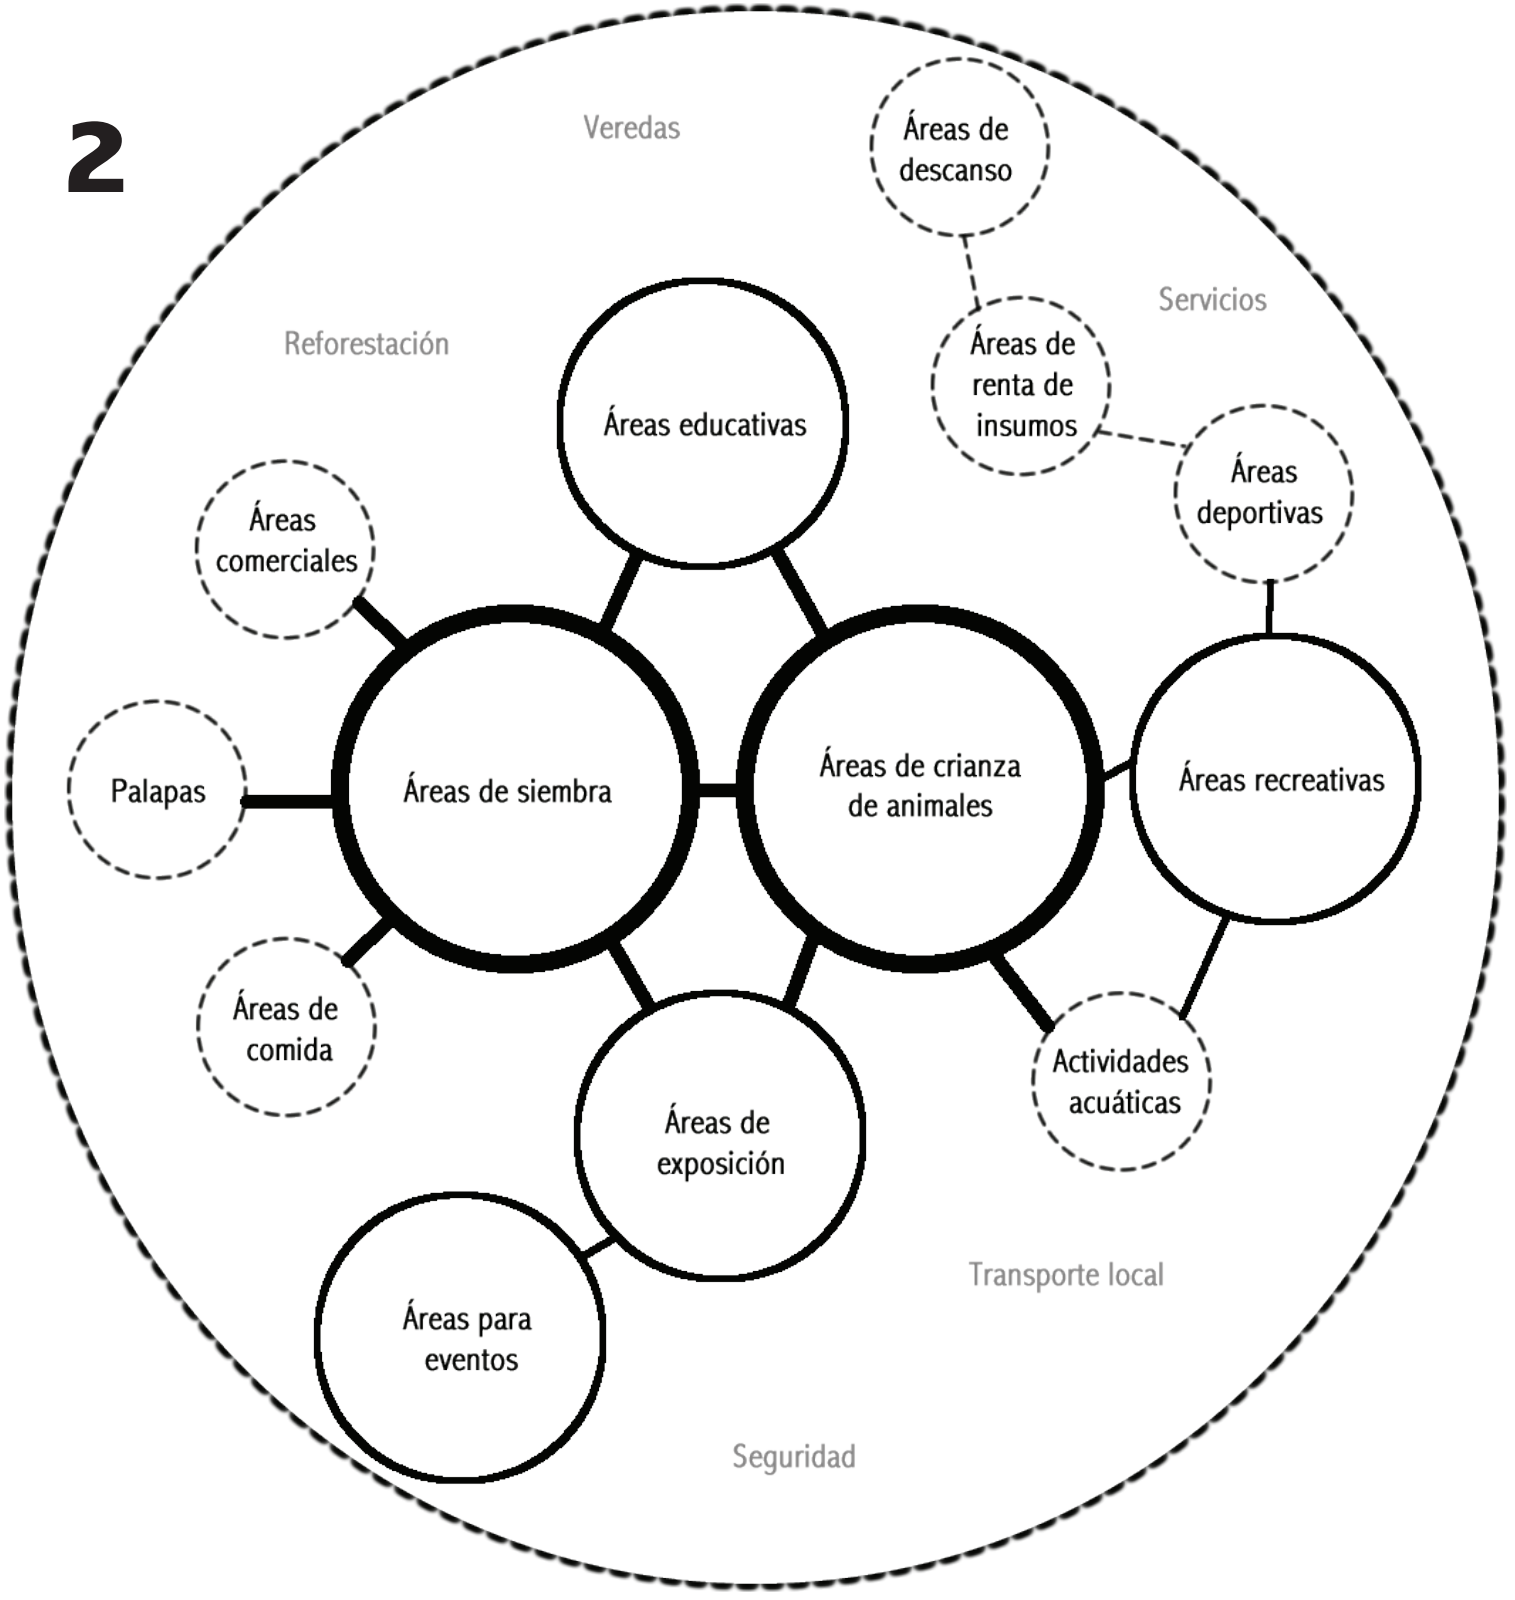 2
Veredas
Áreas de
descanso
Servicios
Reforestación
Áreas de
renta de
insumos
Áreas educativas
Áreas
deportivas
Áreas
comerciales
Palapas
Áreas de siembra
Áreas de crianza
de animales
Áreas recreativas
Áreas de
comida
Actividades
acuáticas
Áreas de
exposición
Transporte local
Áreas para
eventos
Seguridad